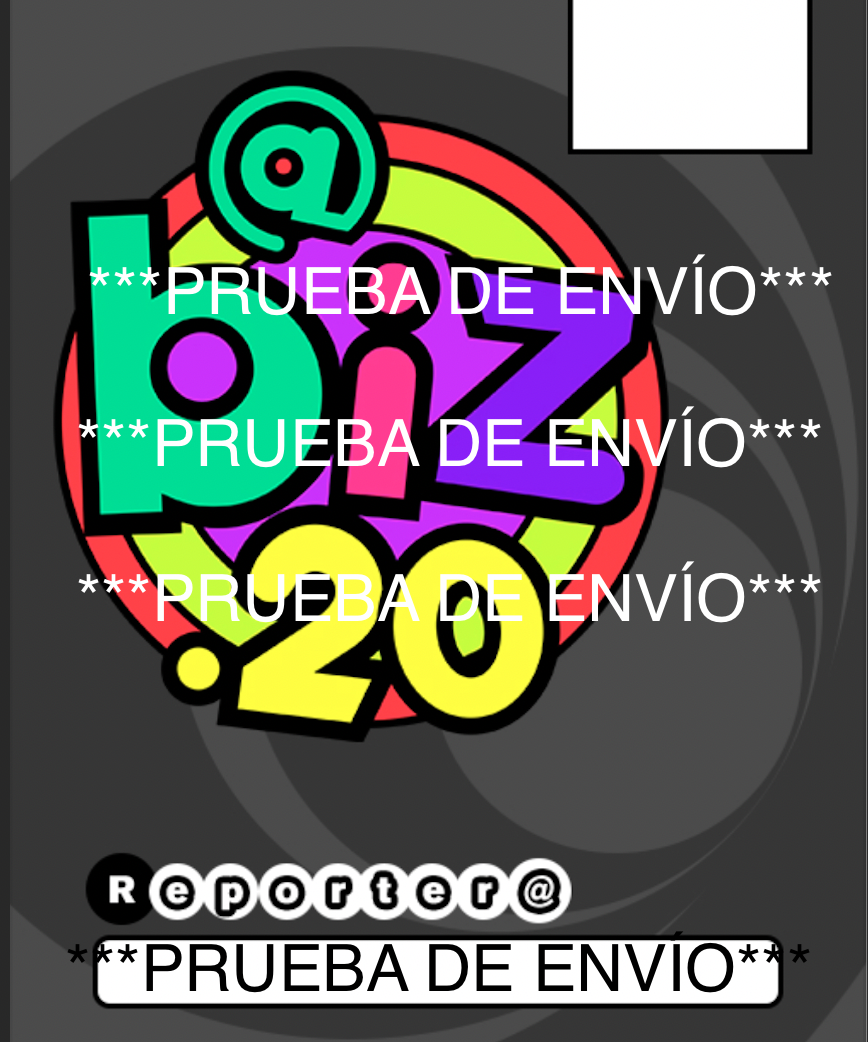 @
biz
.20
***PRUEBA DE ENVÍO***
***PRUEBA DE ENVÍO***
***PRUEBA DE ENVÍO***
Reporter@
***PRUEBA DE ENVÍO***